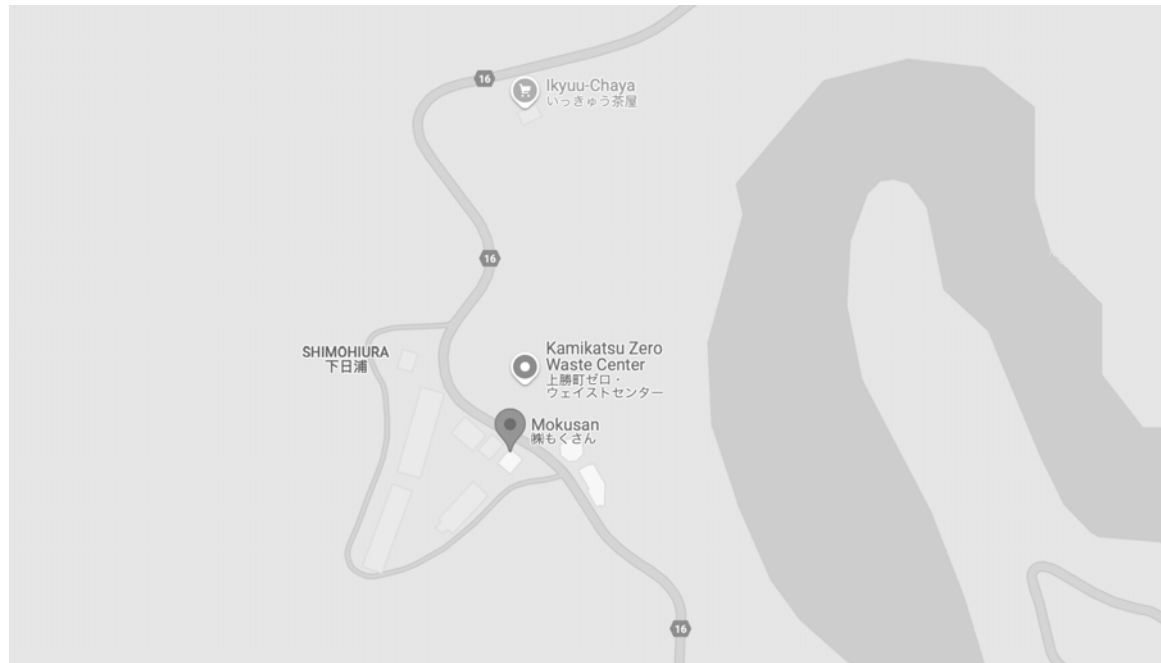 16
Ikyuu-Chaya
いっきゅう茶屋
16
SHIMOHIURA
下日浦
Kamikatsu Zero
Waste Center
上勝町ゼロ・
ウェイストセンター
Mokusan
㈱もくさん
16